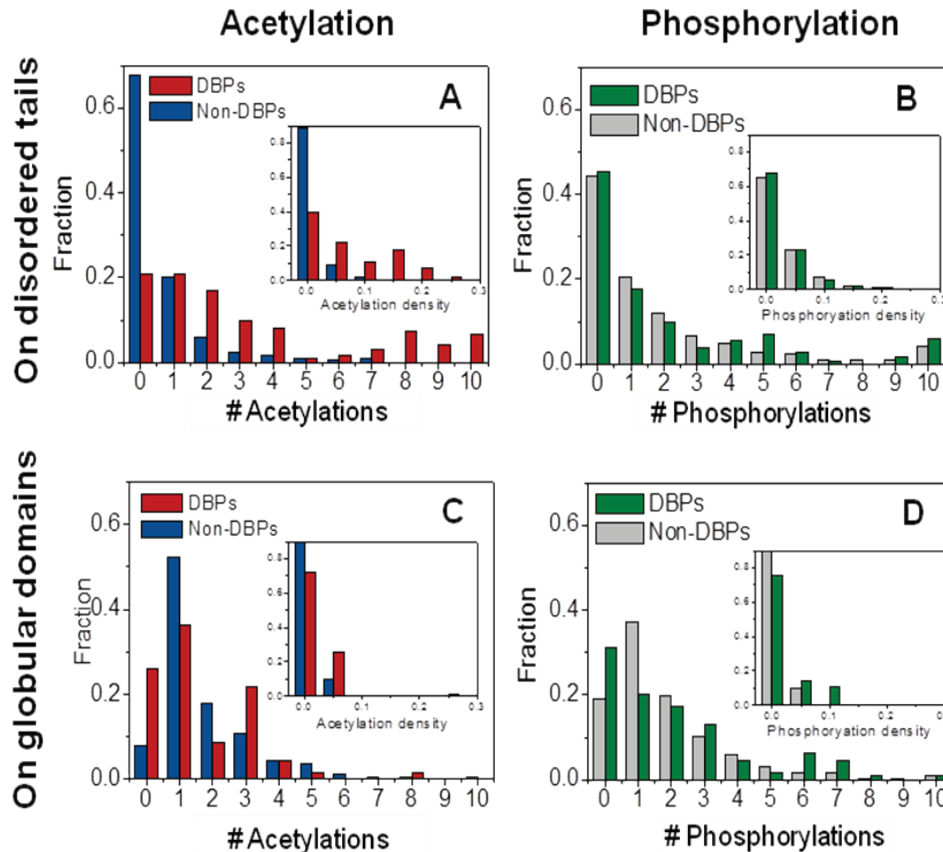 Acetylation
Phosphorylation
On disordered tails
On globular domains
A
DBPs
Non-DBPs
Fraction
0.6
0.4
0.2
0.0
0 1 2 3 4 5 6 7 8 9 10
# Acetylations
0.8
0.6
0.4
0.2
0.0
0.0 0.1 0.2 0.3
Acetylation density
B
DBPs
Non-DBPs
Fraction
0.6
0.4
0.2
0.0
0 1 2 3 4 5 6 7 8 9 10
# Phosphorylations
0.8
0.6
0.4
0.2
0.0
0.0 0.1 0.2 0.3
Phosphoryation density
C
DBPs
Non-DBPs
Fraction
0.6
0.4
0.2
0.0
0 1 2 3 4 5 6 7 8 9 10
# Acetylations
0.8
0.6
0.4
0.2
0.0
0.0 0.1 0.2 0.3
Acetylation density
D
DBPs
Non-DBPs
Fraction
0.6
0.4
0.2
0.0
0 1 2 3 4 5 6 7 8 9 10
# Phosphorylations
0.8
0.6
0.4
0.2
0.0
0.0 0.1 0.2 0.3
Phosphoryation density